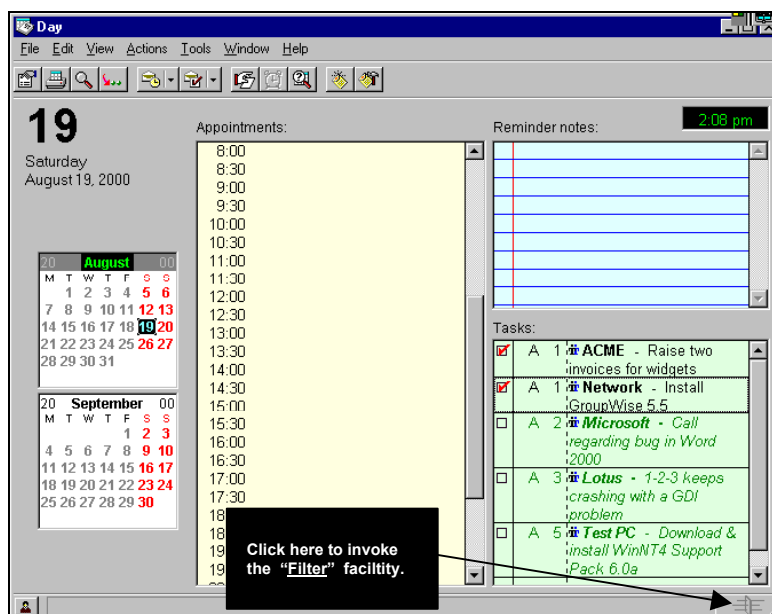 Day
File Edit View Actions Tools Window Help
19
Saturday
August 19, 2000
20 August 00
M T W T F S S
1 2 3 4 5 6
7 8 9 10 11 12 13
14 15 16 17 18 19 20
21 22 23 24 25 26 27
28 29 30 31
20 September 00
M T W T F S S
1 2 3
4 5 6 7 8 9 10
11 12 13 14 15 16 17
18 19 20 21 22 23 24
25 26 27 28 29 30
Appointments:
8:00
8:30
9:00
9:30
10:00
10:30
11:00
11:30
12:00
12:30
13:00
13:30
14:00
14:30
15:00
15:30
16:00
16:30
17:00
17:30
18
18
19
19
Click here to invoke
the “Filter” faciltity.
Reminder notes:
2:08 pm
Tasks:
A 1 ACME - Raise two
invoices for widgets
A 1 Network - Install
GroupWise 5.5
A 2 Microsoft - Call
regarding bug in Word
2000
A 3 Lotus - 1-2-3 keeps
crashing with a GDI
problem
A 5 Test PC - Download &
install WinNT4 Support
Pack 6.0a